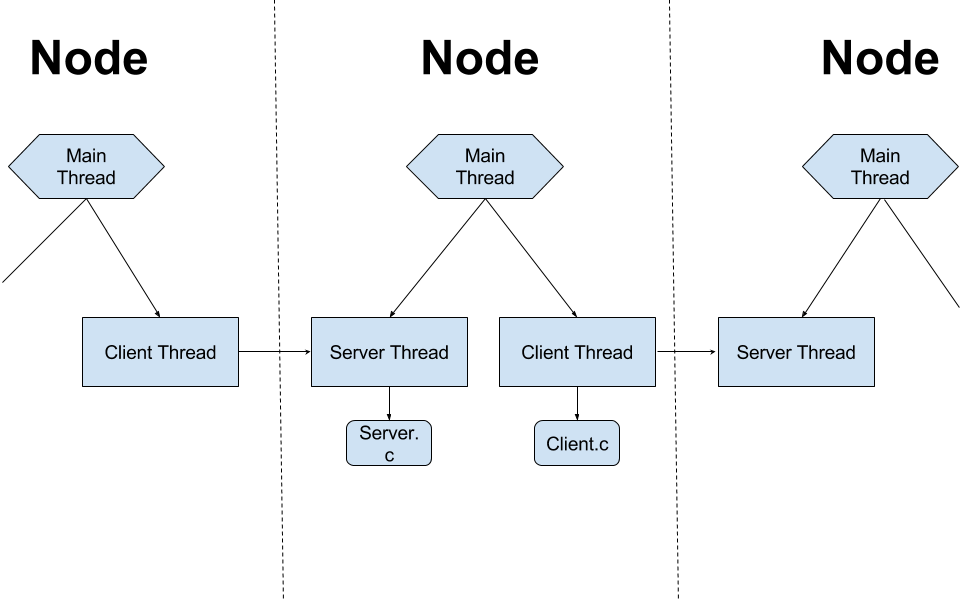 Node
Node
Node
Main
Thread
Main
Thread
Main
Thread
Client Thread
Server Thread
Client Thread
Server Thread
Server.
c
Client.c